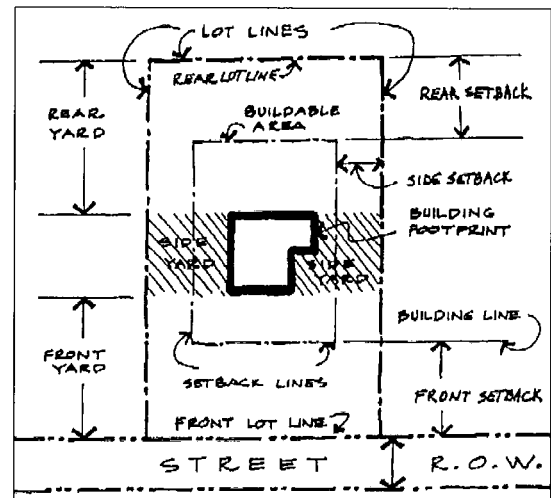 LOT LINES
REAR LOT LINE
REAR
YARD
BUILDABLE
AREA
REAR SETBACK
SIDE SETBACK
BUILDING
FOOTPRINT
SIDE
YARD
SIDE
YARD
BUILDING LINE
FRONT
YARD
SETBACK LINES
FRONT SETBACK
FRONT LOT LINE
STREET R.O.W.